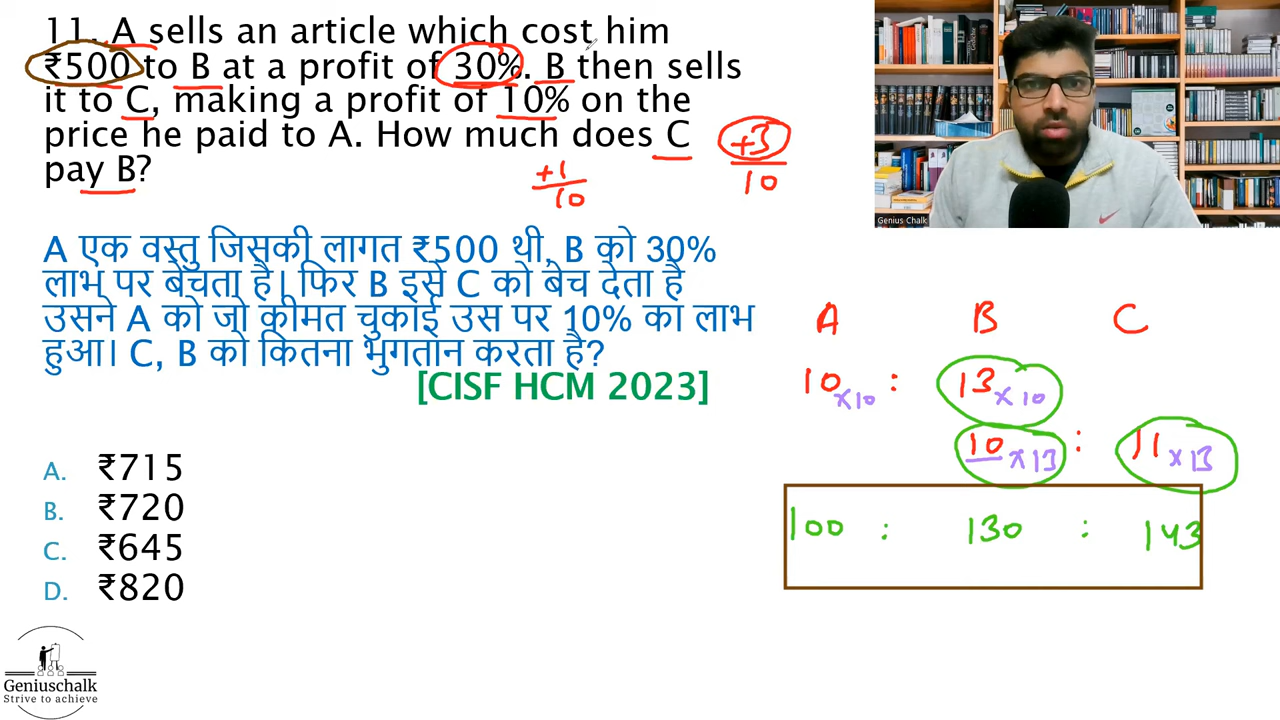 11. A sells an article which cost him
₹500 to B at a profit of 30%. B then sells
it to C, making a profit of 10% on the
price he paid to A. How much does C
pay B?
+3
10
+1
10
Genius Chalk
A एक वस्तु जिसकी लागत ₹500 थी, B को 30%
लाभ पर बेचता है। फिर B इसे C को बेच देता है
उसने A को जो कीमत चुकाई उस पर 10% का लाभ
हुआ। C, B को कितना भुगतान करता है?
[CISF HCM 2023]
A. ₹715
B. ₹720
C. ₹645
D. ₹820
A B C
10 ×10 : 13 ×10
10 ×13 : 11 ×13
100 : 130 : 143
Geniuschalk
Strive to achieve